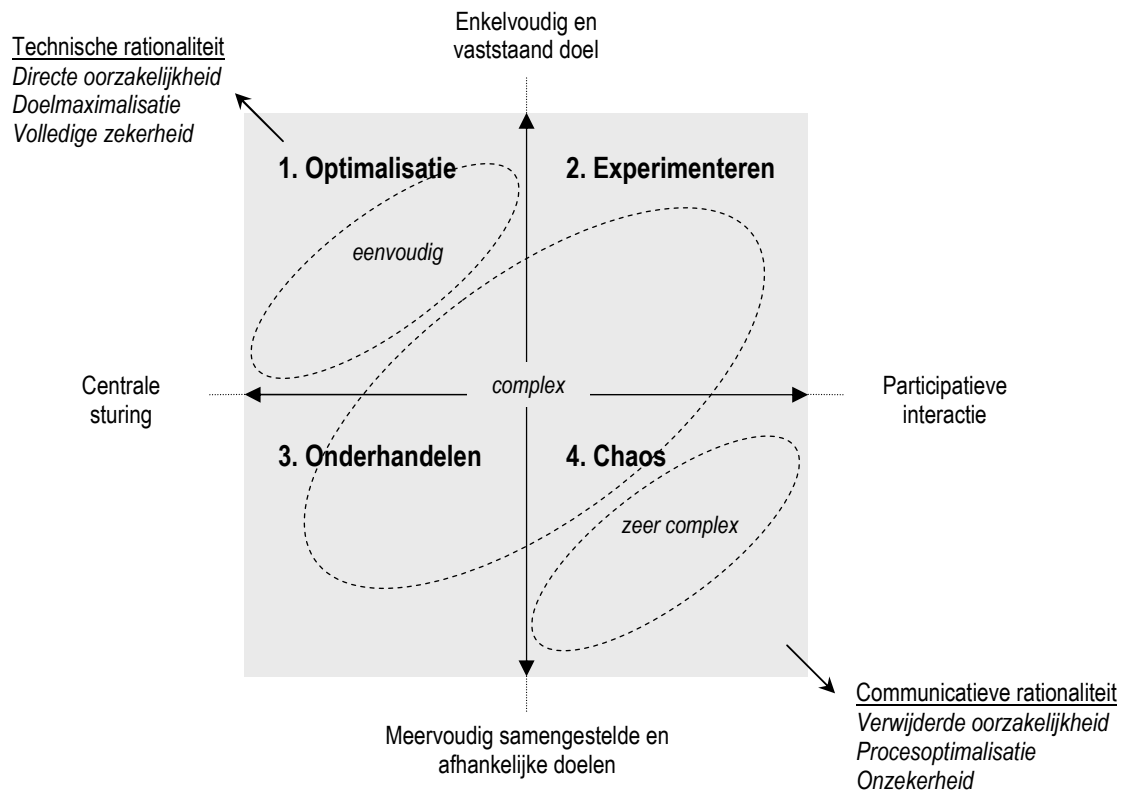 Enkelvoudig en
vaststaand doel
Technische rationaliteit
Directe oorzakelijkheid
Doelmaximalisatie
Volledige zekerheid
1. Optimalisatie
2. Experimenteren
eenvoudig
Centrale
sturing
complex
Participatieve
interactie
3. Onderhandelen
4. Chaos
zeer complex
Meervoudig samengestelde en
afhankelijke doelen
Communicatieve rationaliteit
Verwijderde oorzakelijkheid
Procesoptimalisatie
Onzekerheid